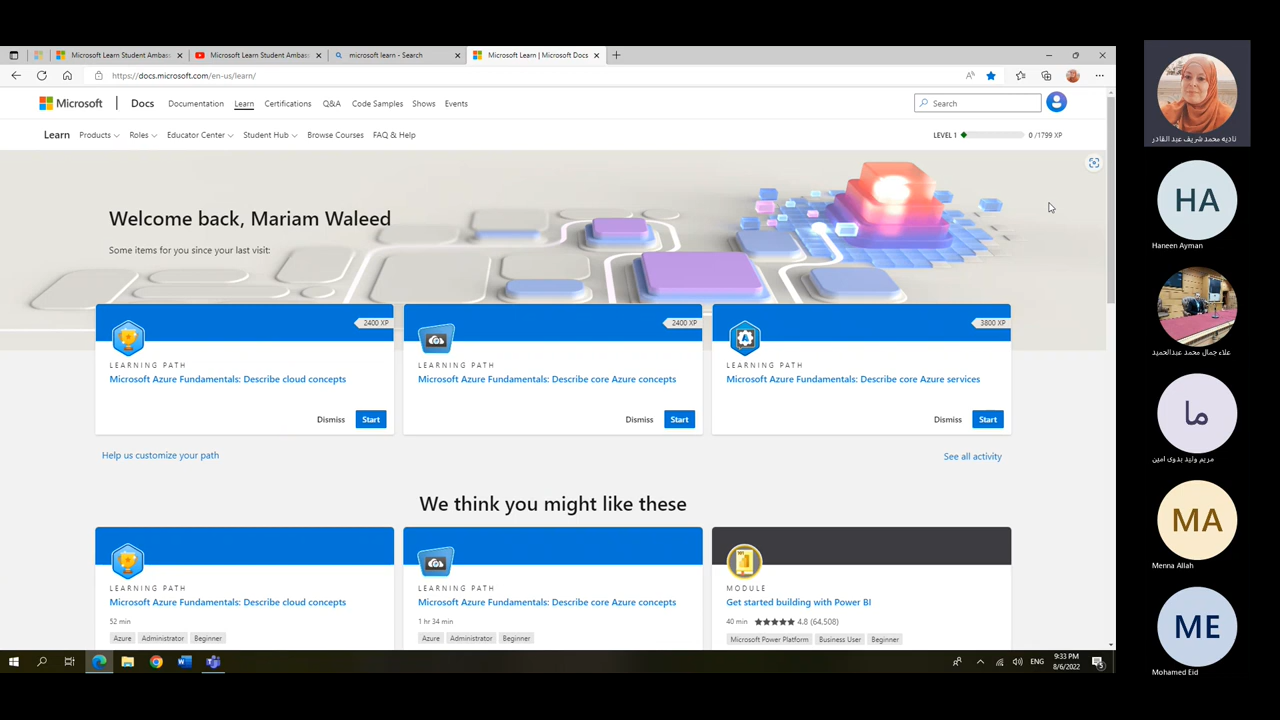 Microsoft Learn Student Ambas
Microsoft Learn Student Ambas
microsoft learn - Search
Microsoft Learn | Microsoft Docs
https://docs.microsoft.com/en-us/learn/
Microsoft
Docs
Documentation
Learn
Certifications
Q&A
Code Samples
Shows
Events
Search
Learn
Products
Roles
Educator Center
Student Hub
Browse Courses
FAQ & Help
LEVEL 1
0 /1799 XP
Welcome back, Mariam Waleed
Some items for you since your last visit:
2400 XP
2400 XP
3800 XP
LEARNING PATH
LEARNING PATH
LEARNING PATH
Microsoft Azure Fundamentals: Describe cloud concepts
Microsoft Azure Fundamentals: Describe core Azure concepts
Microsoft Azure Fundamentals: Describe core Azure services
Dismiss
Start
Dismiss
Start
Dismiss
Start
Help us customize your path
See all activity
We think you might like these
LEARNING PATH
LEARNING PATH
MODULE
Microsoft Azure Fundamentals: Describe cloud concepts
Microsoft Azure Fundamentals: Describe core Azure concepts
Get started building with Power BI
52 min
1 hr 34 min
40 min ★★★★★ 4.8 (64,508)
Azure
Administrator
Beginner
Azure
Administrator
Beginner
Microsoft Power Platform
Business User
Beginner
ENG
9:33 PM
8/6/2022
ناديه محمد شريف عبد القادر
HA
Haneen Ayman
علاء جمال محمد عبدالحميد
ما
مريم وليد بدوى امين
MA
Menna Allah
ME
Mohamed Eid